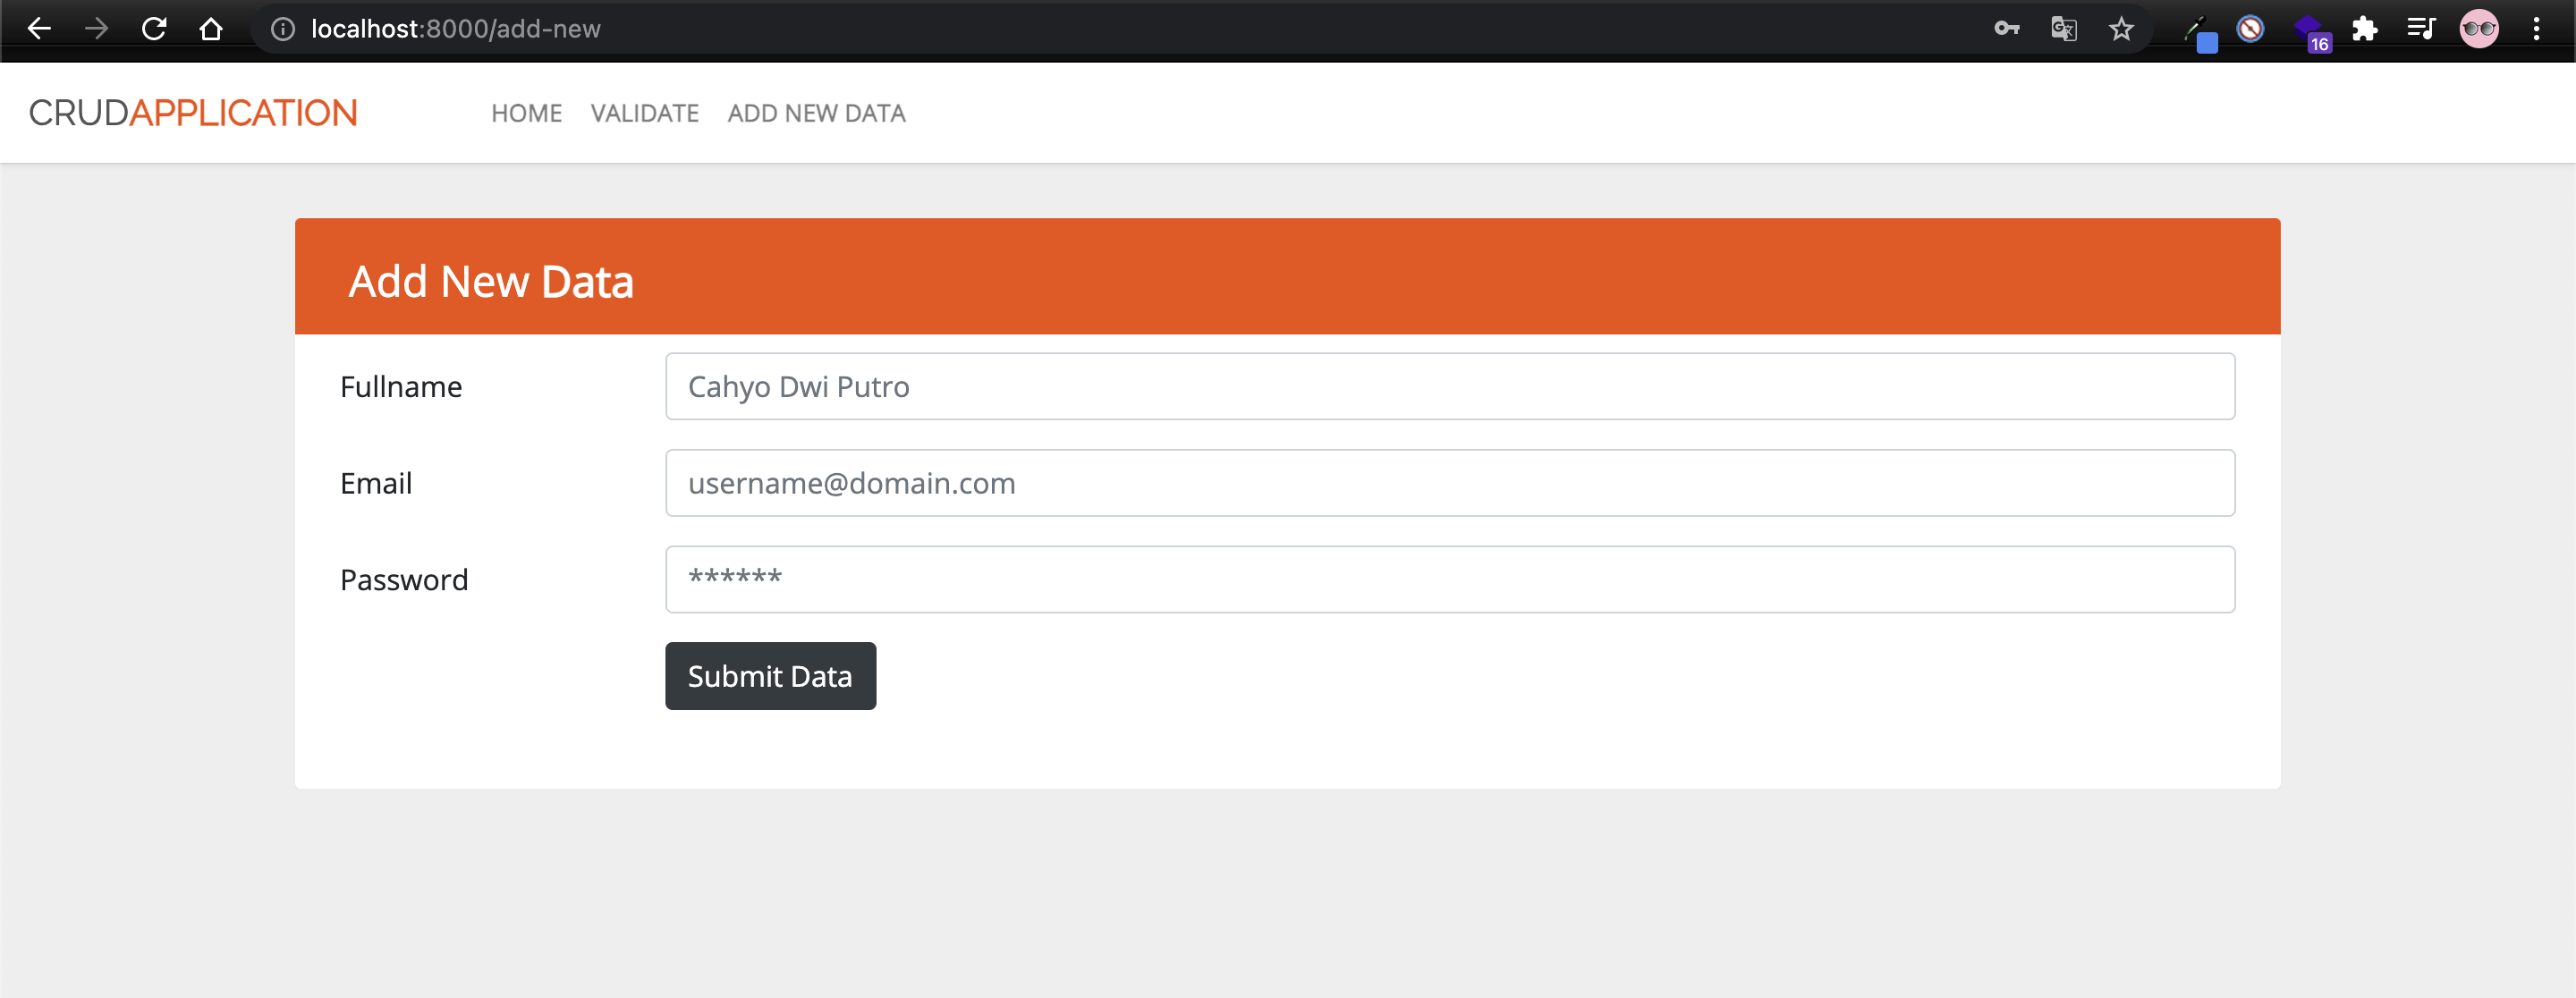 localhost:8000/add-new
16
CRUDAPPLICATION HOME VALIDATE ADD NEW DATA
Add New Data
Fullname Cahyo Dwi Putro
Email username@domain.com
Password ******
Submit Data